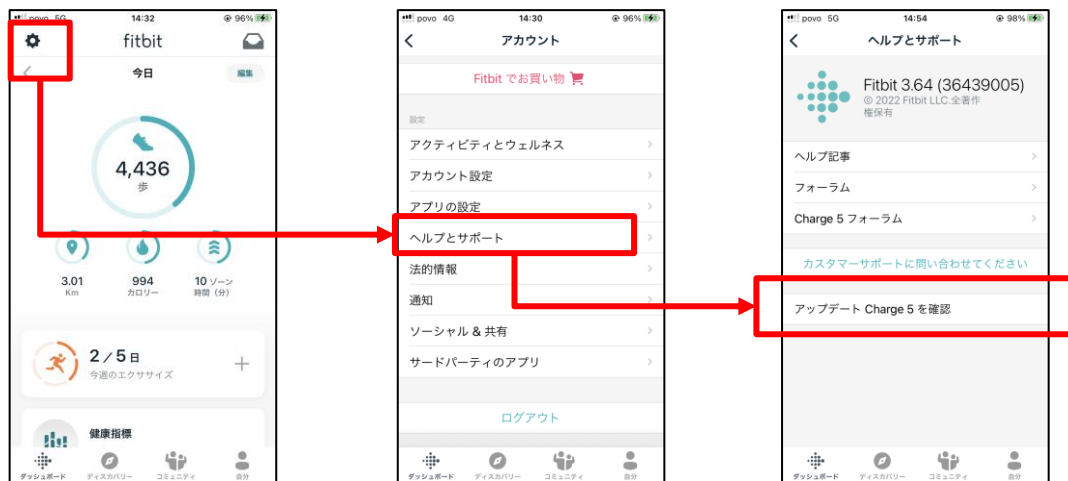 povo 5G 14:32 96%
fitbit
今日 編集
4,436
歩
3.01 994 10 ゾーン
Km カロリー 時間（分）
2 / 5 日
今週のエクササイズ
健康指標
ダッシュボード ディスカバリー コミュニティ 自分
povo 4G 14:30 96%
アカウント
Fitbit でお買い物
設定
アクティビティとウェルネス
アカウント設定
アプリの設定
ヘルプとサポート
法的情報
通知
ソーシャル & 共有
サードパーティのアプリ
ログアウト
ダッシュボード ディスカバリー コミュニティ 自分
povo 5G 14:54 98%
ヘルプとサポート
Fitbit 3.64 (36439005)
© 2022 Fitbit LLC.全著作
権保有
ヘルプ記事
フォーラム
Charge 5 フォーラム
カスタマーサポートに問い合わせてください
アップデート Charge 5 を確認
ダッシュボード ディスカバリー コミュニティ 自分